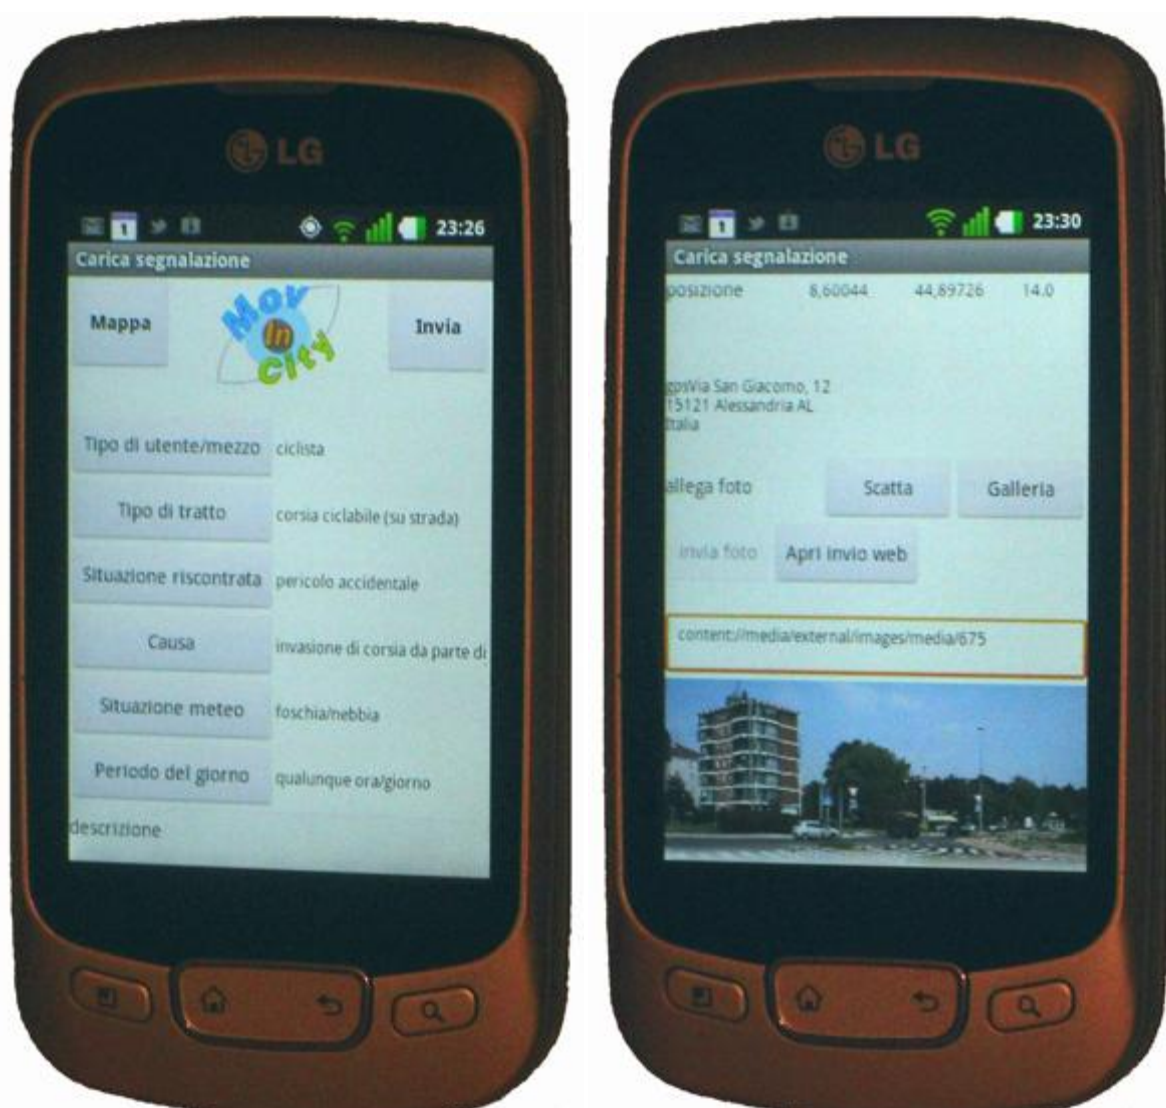 LG
1
23:26
Carica segnalazione
Mappa
Mov
in
City
Invia
Tipo di utente/mezzo ciclista
Tipo di tratto corsia ciclabile (su strada)
Situazione riscontrata pericolo accidentale
Causa invasione di corsia da parte di
Situazione meteo foschia/nebbia
Periodo del giorno qualunque ora/giorno
descrizione
LG
1
23:30
Carica segnalazione
posizione 8,60044 44,89726 14.0
gpsVia San Giacomo, 12
15121 Alessandria AL
Italia
allega foto Scatta Galleria
invia foto Apri invio web
content://media/external/images/media/675